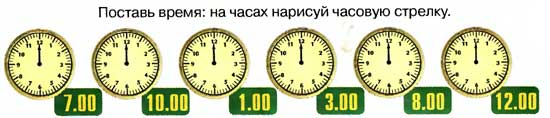 Поставь время: на часах нарисуй часовую стрелку.
7.00 10.00 1.00 3.00 8.00 12.00